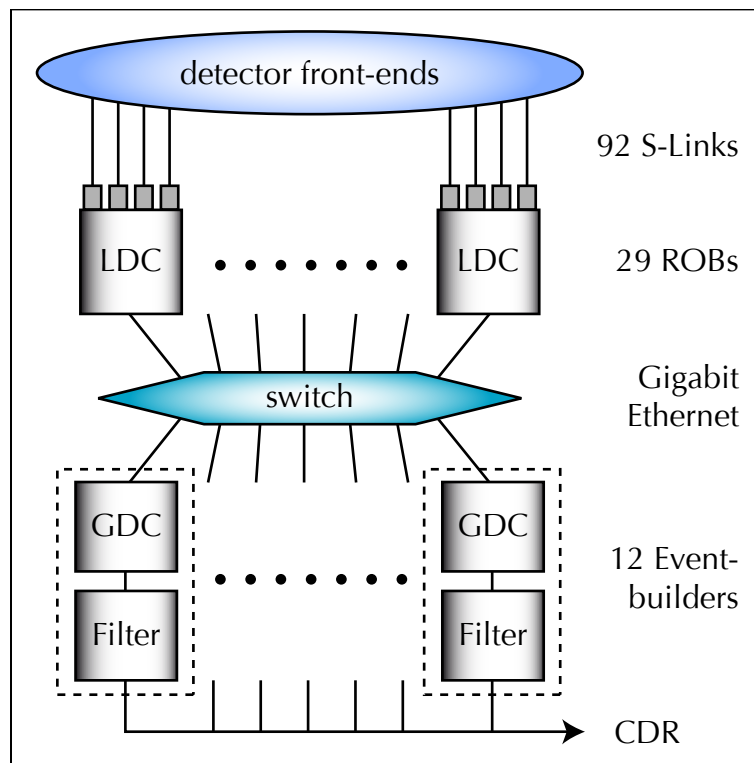 detector front-ends
92 S-Links
LDC
LDC
29 ROBs
switch
Gigabit
Ethernet
GDC
GDC
12 Event-
builders
Filter
Filter
CDR